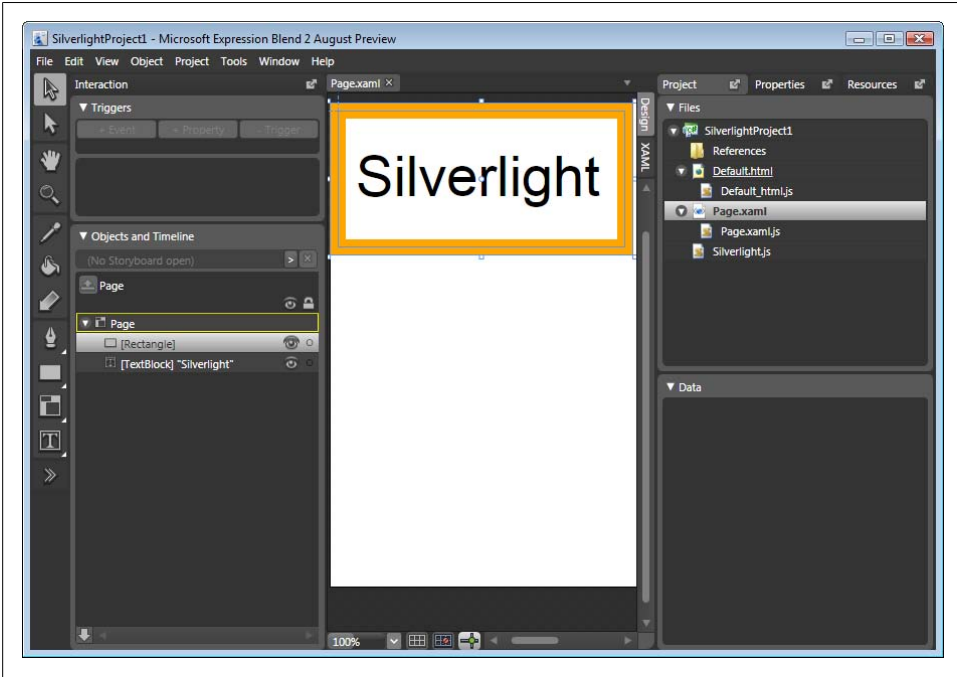 SilverlightProject1 - Microsoft Expression Blend 2 August Preview
File Edit View Object Project Tools Window Help
Interaction
Triggers
+ Event + Property - Trigger
Objects and Timeline
(No Storyboard open) >
Page
Page
[Rectangle]
[TextBlock] "Silverlight"
Page.xaml ×
Design
XAML
Silverlight
100%
Project Properties Resources
Files
SilverlightProject1
References
Default.html
Default_html.js
Page.xaml
Page.xaml.js
Silverlight.js
Data